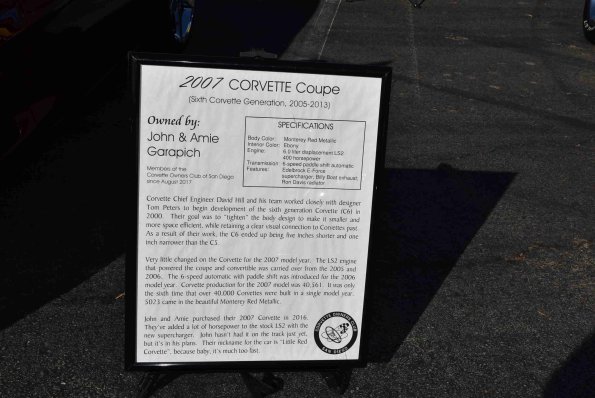 2007 CORVETTE Coupe
(Sixth Corvette Generation, 2005-2013)
Owned by:
John & Amie
Garapich
Members of the
Corvette Owners Club of San Diego
since August 2017
SPECIFICATIONS
Body Color: Monterey Red Metallic
Interior Color: Ebony
Engine: 6.0 liter displacement LS2
400 horsepower
Transmission: 6-speed paddle shift automatic
Features: Edelbrock E-Force
supercharger, Billy Boat exhaust,
Ron Davis radiator
Corvette Chief Engineer David Hill and his team worked closely with designer
Tom Peters to begin development of the sixth generation Corvette (C6) in
2000. Their goal was to "tighten" the body design to make it smaller and
more space efficient, while retaining a clear visual connection to Corvettes past.
As a result of their work, the C6 ended up being five inches shorter and one
inch narrower than the C5.
Very little changed on the Corvette for the 2007 model year. The LS2 engine
that powered the coupe and convertible was carried over from the 2005 and
2006. The 6-speed automatic with paddle shift was introduced for the 2006
model year. Corvette production for the 2007 model was 40,561. It was only
the sixth time that over 40,000 Corvettes were built in a single model year.
5023 came in the beautiful Monterey Red Metallic.
John and Amie purchased their 2007 Corvette in 2016.
They've added a lot of horsepower to the stock LS2 with the
new supercharger. John hasn't had it on the track just yet,
but it's in his plans. Their nickname for the car is "Little Red
Corvette", because baby, it's much too fast.
CORVETTE OWNERS CLUB
SAN DIEGO